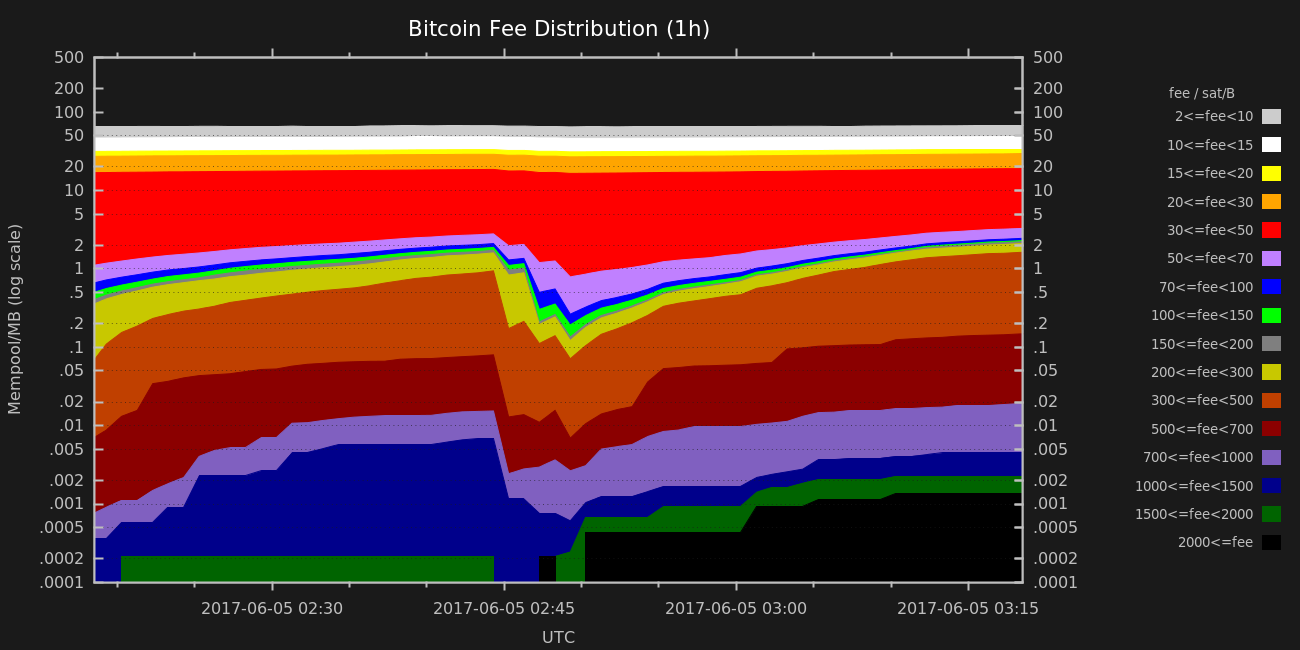 Bitcoin Fee Distribution (1h)
500
200
100
50
20
10
5
2
1
.5
.2
.1
.05
.02
.01
.005
.002
.001
.0005
.0002
.0001
Mempool/MB (log scale)
500
200
100
50
20
10
5
2
1
.5
.2
.1
.05
.02
.01
.005
.002
.001
.0005
.0002
.0001
2017-06-05 02:30
2017-06-05 02:45
2017-06-05 03:00
2017-06-05 03:15
UTC
fee / sat/B
2<=fee<10
10<=fee<15
15<=fee<20
20<=fee<30
30<=fee<50
50<=fee<70
70<=fee<100
100<=fee<150
150<=fee<200
200<=fee<300
300<=fee<500
500<=fee<700
700<=fee<1000
1000<=fee<1500
1500<=fee<2000
2000<=fee